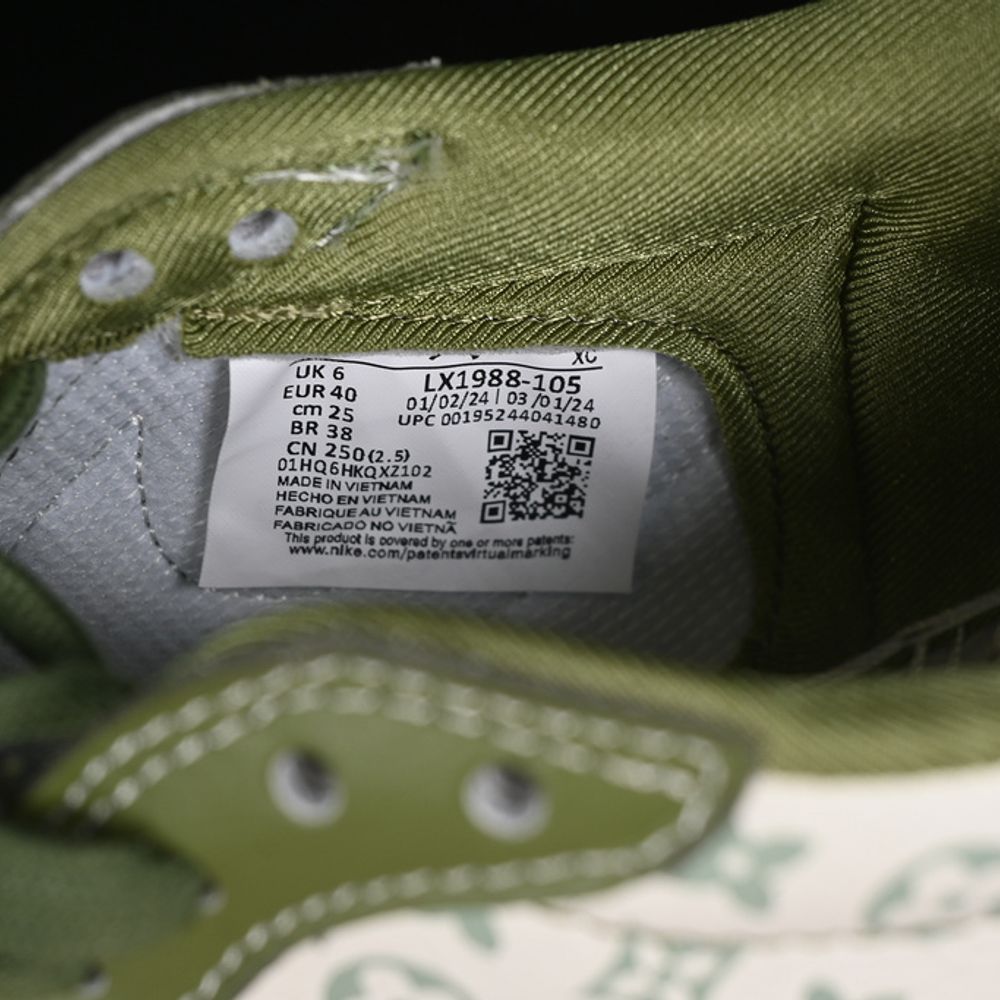 XC
UK 6
EUR 40
cm 25
BR 38
CN 250(2.5)
LX1988-105
01/02/24 | 03/01/24
UPC 00195244041480
01HQ6HKQXZ102
MADE IN VIETNAM
HECHO EN VIETNAM
FABRIQUE AU VIETNAM
FABRICADO NO VIETNÃ
This product is covered by one or more patents:
www.nike.com/patentsvirtualmarking